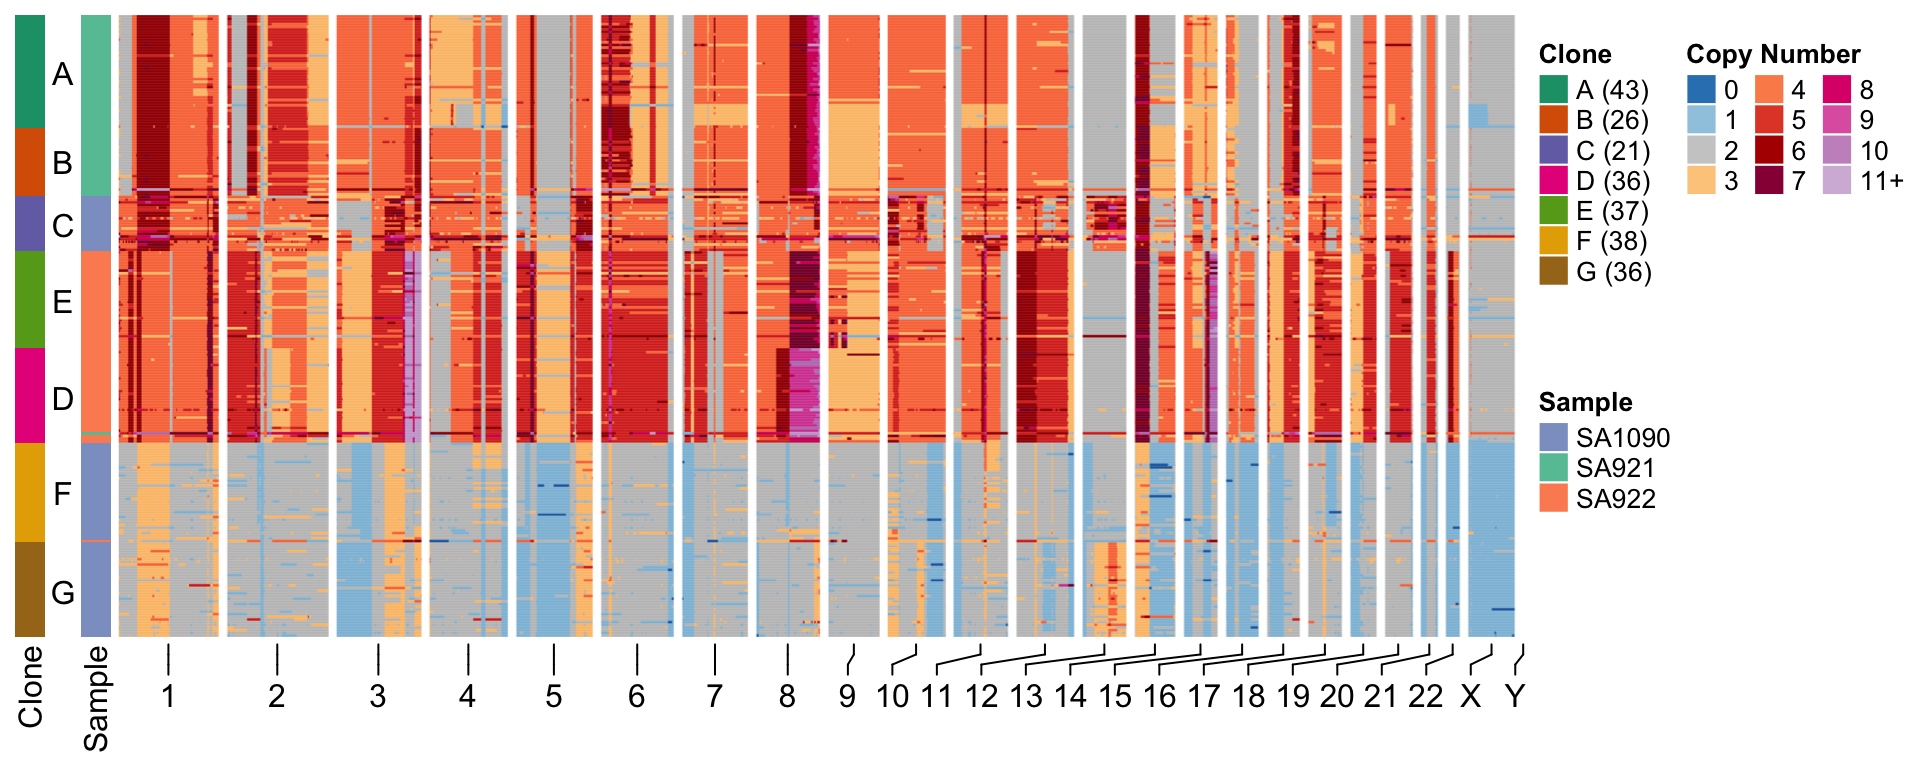 A
B
C
E
D
F
G
Clone
Sample
1 2 3 4 5 6 7 8 9 10 11 12 13 14 15 16 17 18 19 20 21 22 X Y
Clone
A (43)
B (26)
C (21)
D (36)
E (37)
F (38)
G (36)
Copy Number
0 4 8
1 5 9
2 6 10
3 7 11+
Sample
SA1090
SA921
SA922